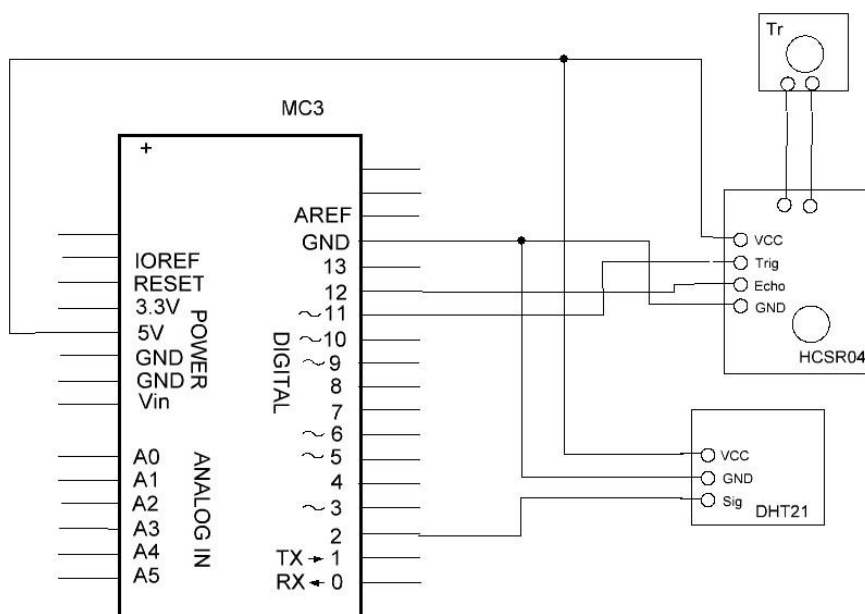 Tr
MC3
+
AREF
GND
13
12
~11
~10
~9
8
7
~6
~5
4
~3
2
TX→1
RX←0
DIGITAL
IOREF
RESET
3.3V
5V
GND
GND
Vin
POWER
A0
A1
A2
A3
A4
A5
ANALOG IN
VCC
Trig
Echo
GND
HCSR04
VCC
GND
Sig
DHT21